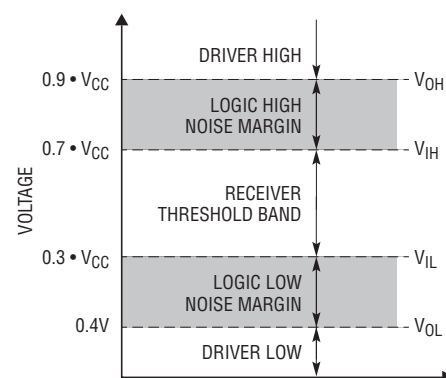 DRIVER HIGH
0.9 • VCC
VOH
LOGIC HIGH
NOISE MARGIN
0.7 • VCC
VIH
VOLTAGE
RECEIVER
THRESHOLD BAND
0.3 • VCC
VIL
LOGIC LOW
NOISE MARGIN
0.4V
VOL
DRIVER LOW